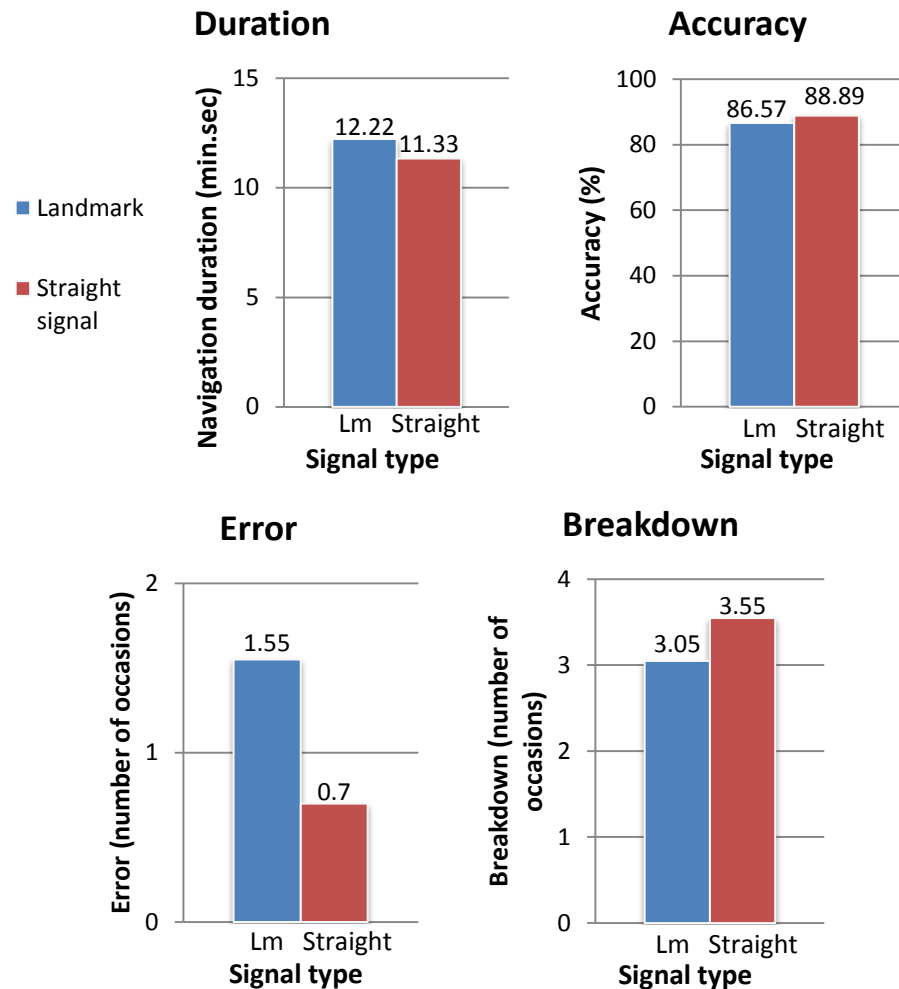 Duration
Navigation duration (min.sec)
15
10
5
0
12.22
11.33
Lm Straight
Signal type
Landmark
Straight
signal
Accuracy
Accuracy (%)
100
80
60
40
20
0
86.57
88.89
Lm Straight
Signal type
Error
Error (number of occasions)
2
1
0
1.55
0.7
Lm Straight
Signal type
Breakdown
Breakdown (number of
occasions)
4
3
2
1
0
3.05
3.55
Lm Straight
Signal type